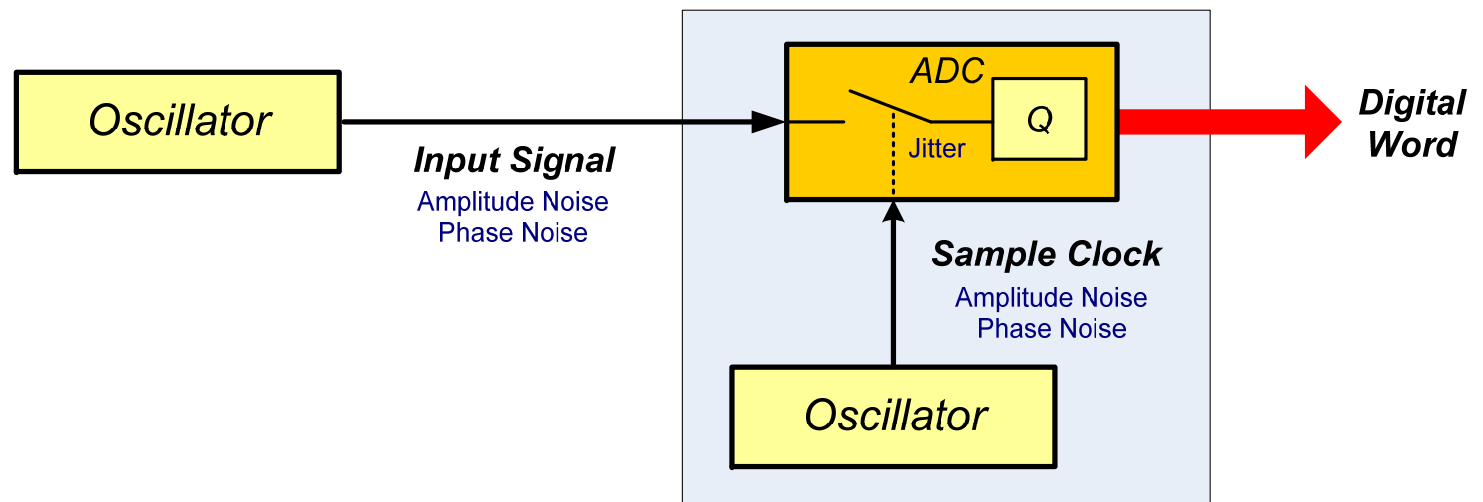 Oscillator
Input Signal
Amplitude Noise
Phase Noise
ADC
Jitter
Q
Digital
Word
Sample Clock
Amplitude Noise
Phase Noise
Oscillator